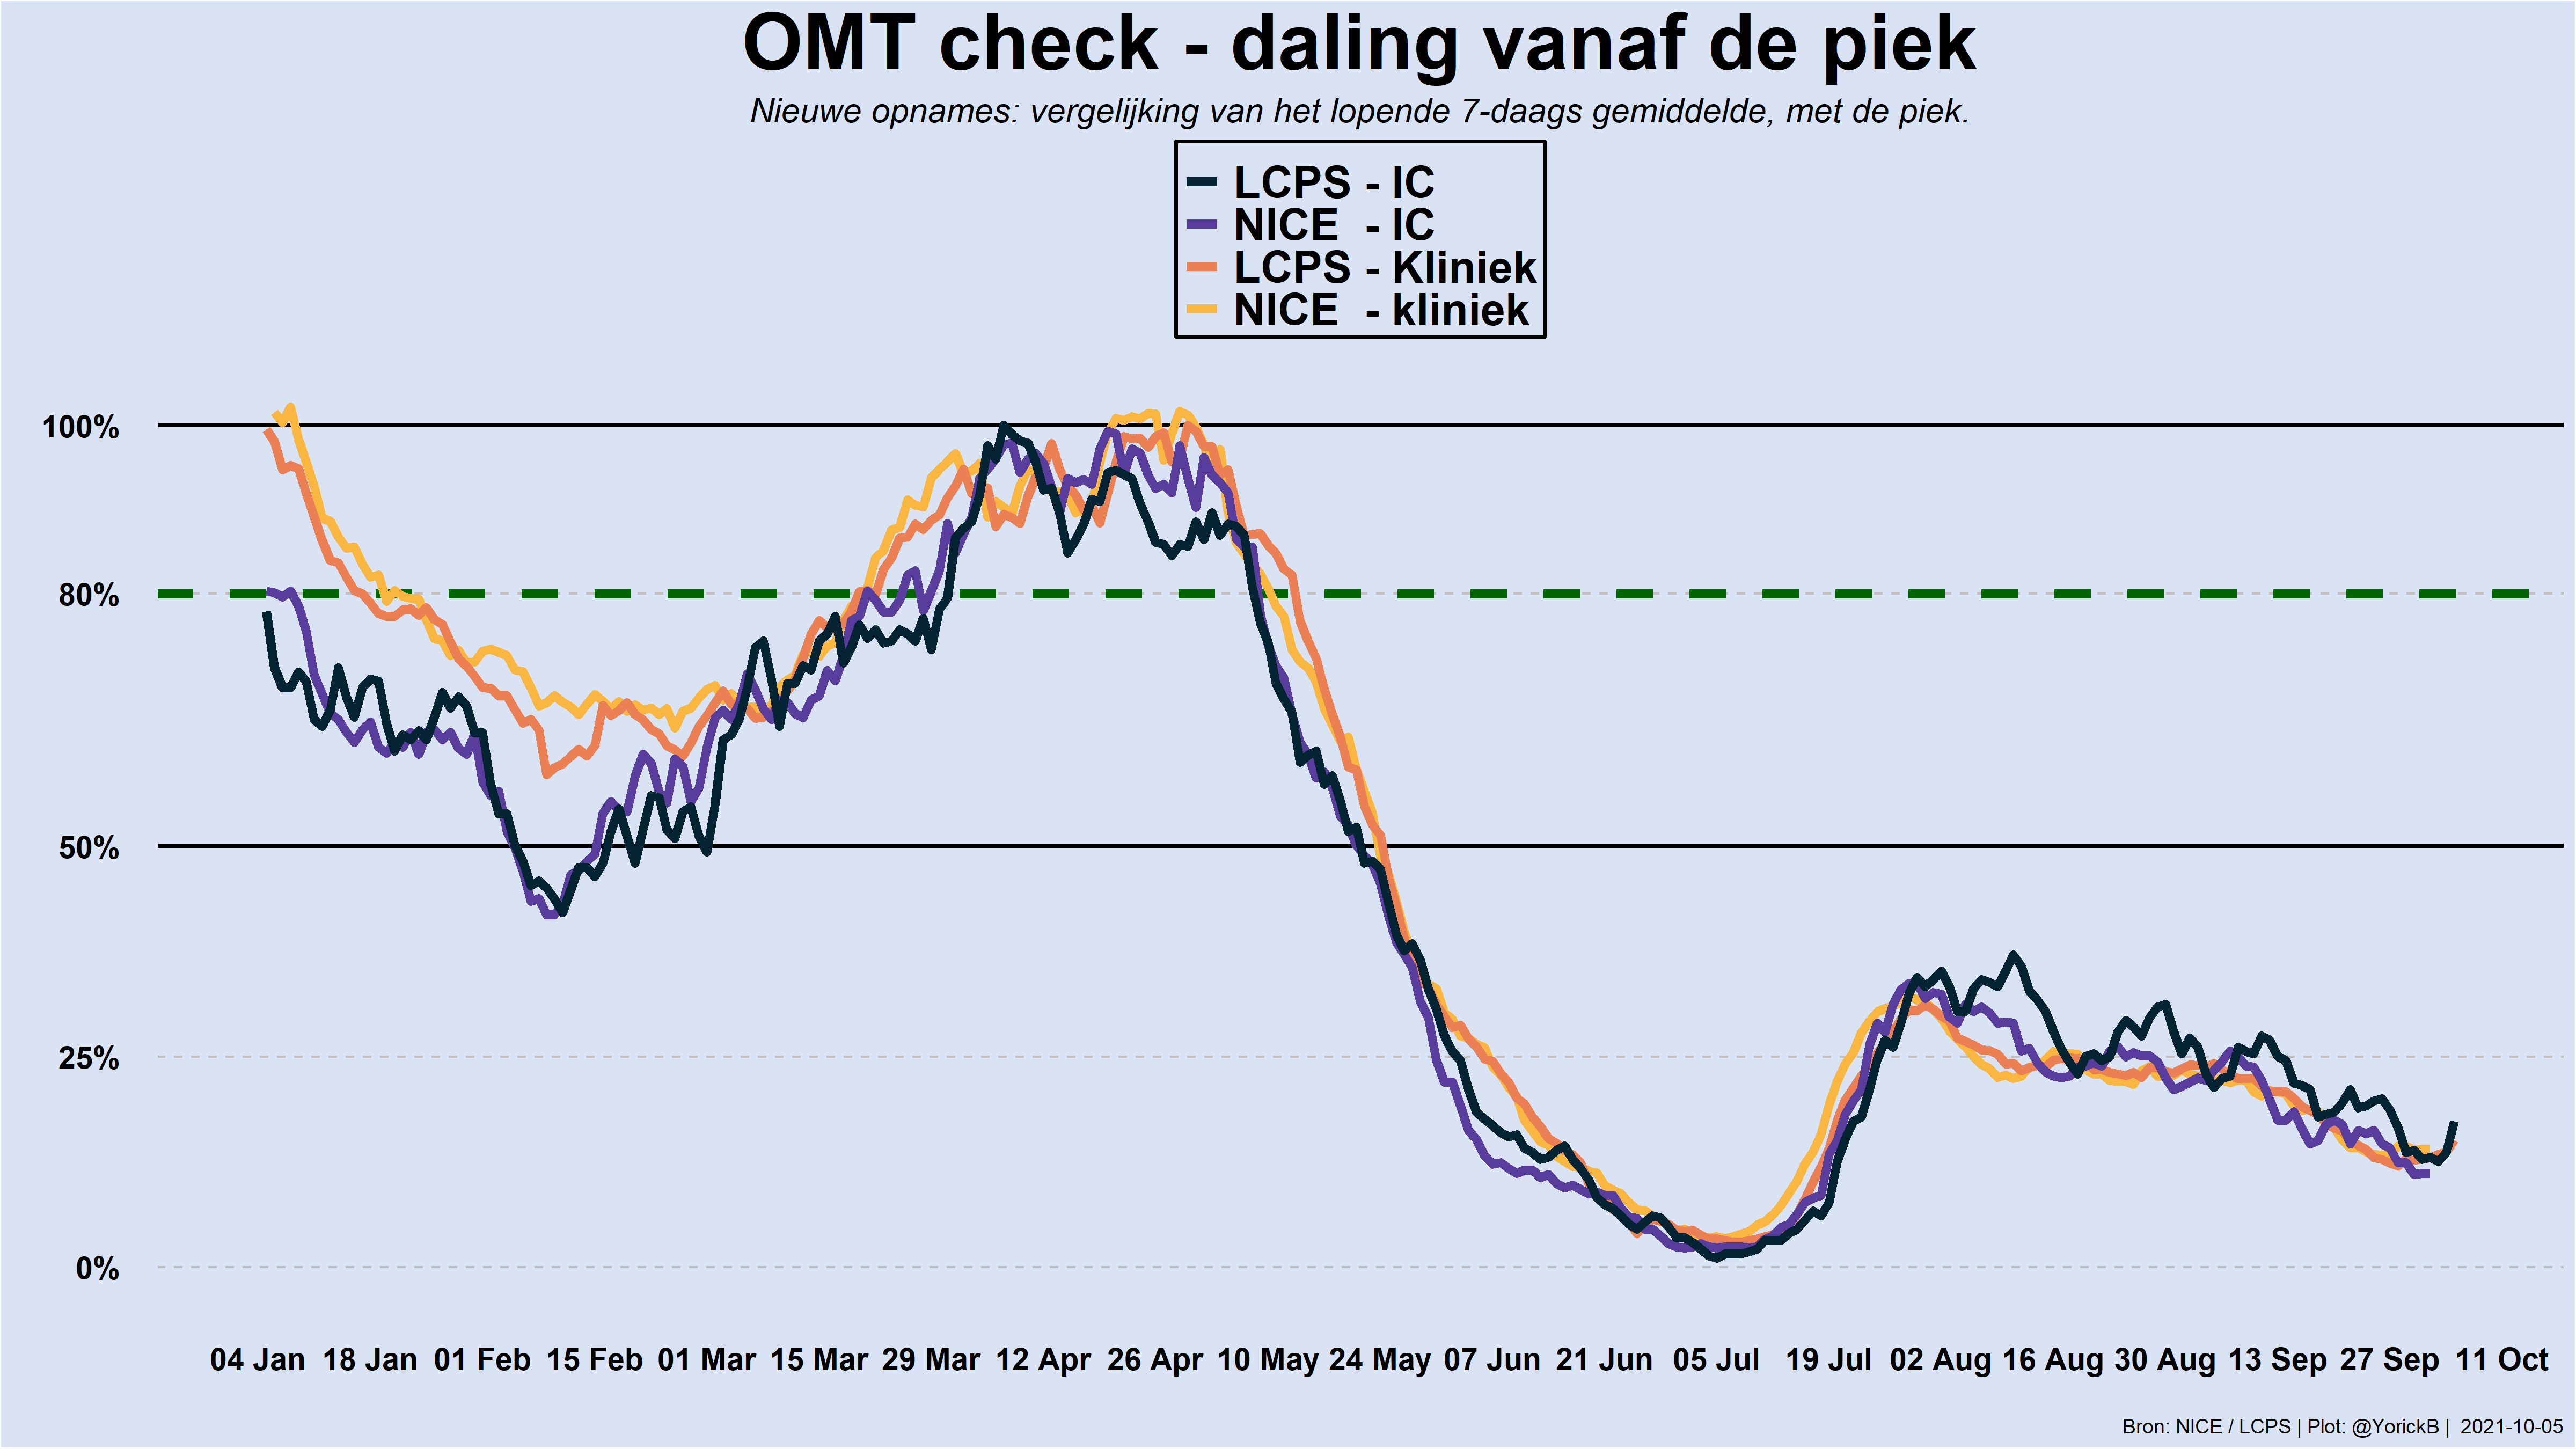 OMT check - daling vanaf de piek
Nieuwe opnames: vergelijking van het lopende 7-daags gemiddelde, met de piek.
LCPS - IC
NICE - IC
LCPS - Kliniek
NICE - kliniek
100%
80%
50%
25%
0%
04 Jan 18 Jan 01 Feb 15 Feb 01 Mar 15 Mar 29 Mar 12 Apr 26 Apr 10 May 24 May 07 Jun 21 Jun 05 Jul 19 Jul 02 Aug 16 Aug 30 Aug 13 Sep 27 Sep 11 Oct
Bron: NICE / LCPS | Plot: @YorickB | 2021-10-05